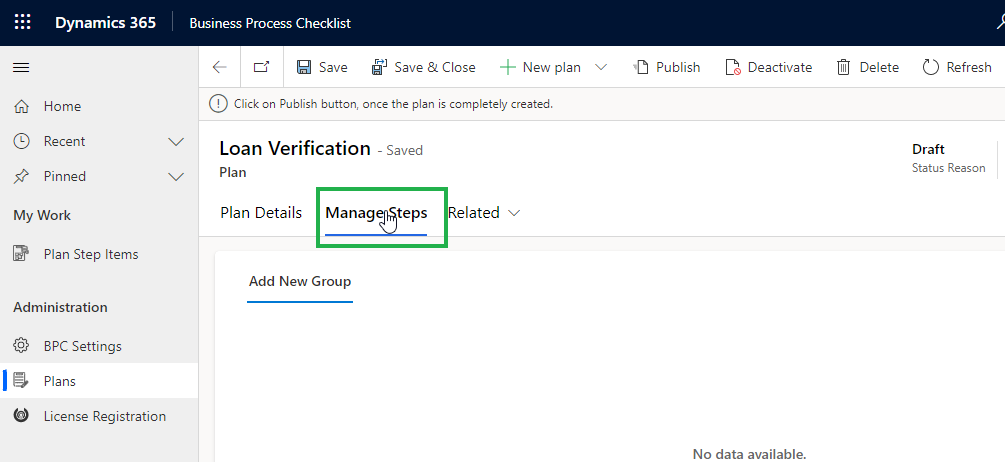 Dynamics 365 Business Process Checklist
Home
Recent
Pinned
My Work
Plan Step Items
Administration
BPC Settings
Plans
License Registration
Save Save & Close New plan Publish Deactivate Delete Refresh
Click on Publish button, once the plan is completely created.
Loan Verification - Saved
Plan
Draft
Status Reason
Plan Details Manage Steps Related
Add New Group
No data available.